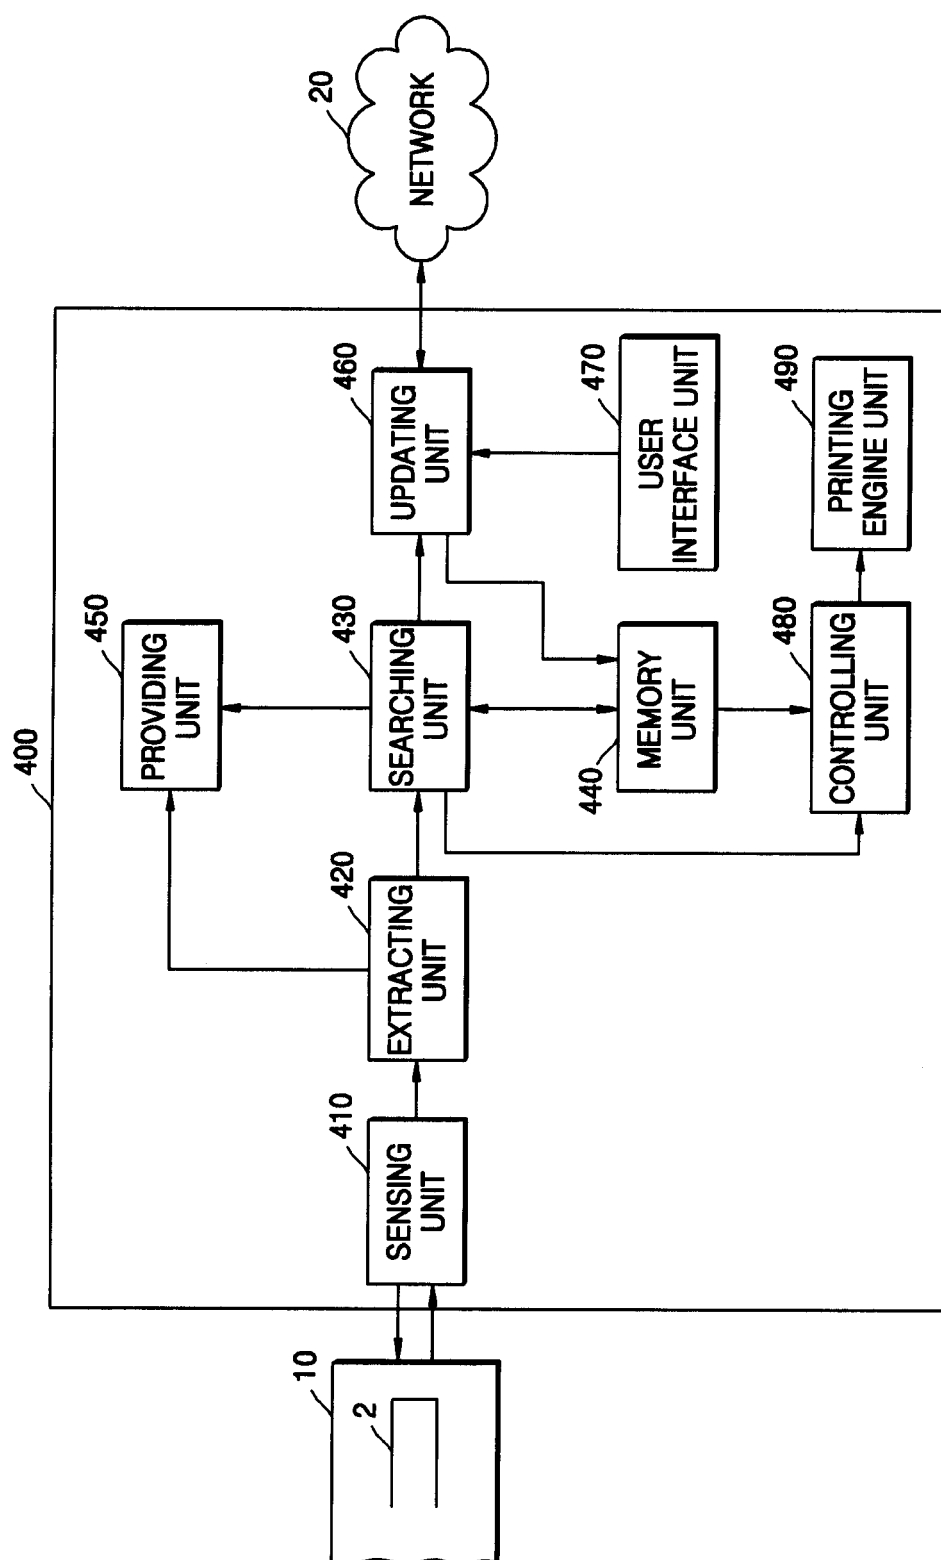 400
450
PROVIDING
UNIT
10
2
410
SENSING
UNIT
420
EXTRACTING
UNIT
430
SEARCHING
UNIT
460
UPDATING
UNIT
20
NETWORK
440
MEMORY
UNIT
470
USER
INTERFACE UNIT
480
CONTROLLING
UNIT
490
PRINTING
ENGINE UNIT